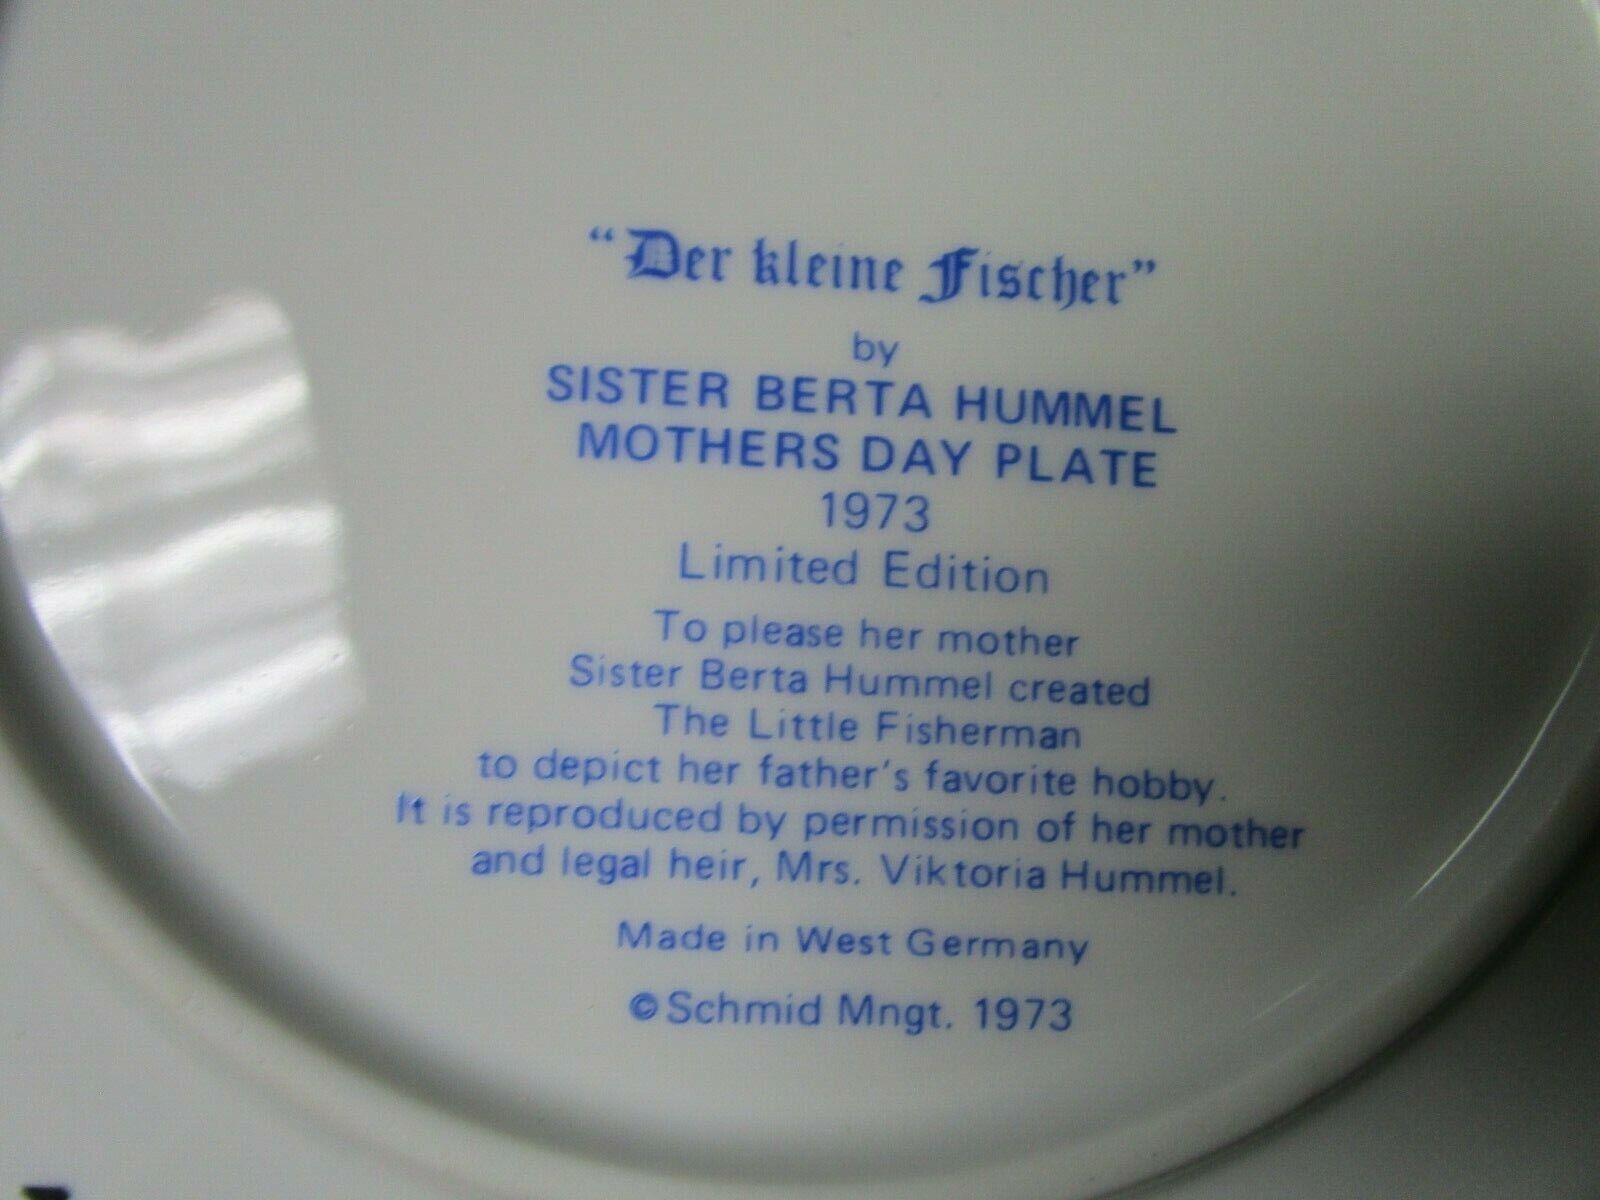 “Der kleine Fischer”
by
SISTER BERTA HUMMEL
MOTHERS DAY PLATE
1973
Limited Edition
To please her mother
Sister Berta Hummel created
The Little Fisherman
to depict her father's favorite hobby.
It is reproduced by permission of her mother
and legal heir, Mrs. Viktoria Hummel.
Made in West Germany
©Schmid Mngt. 1973